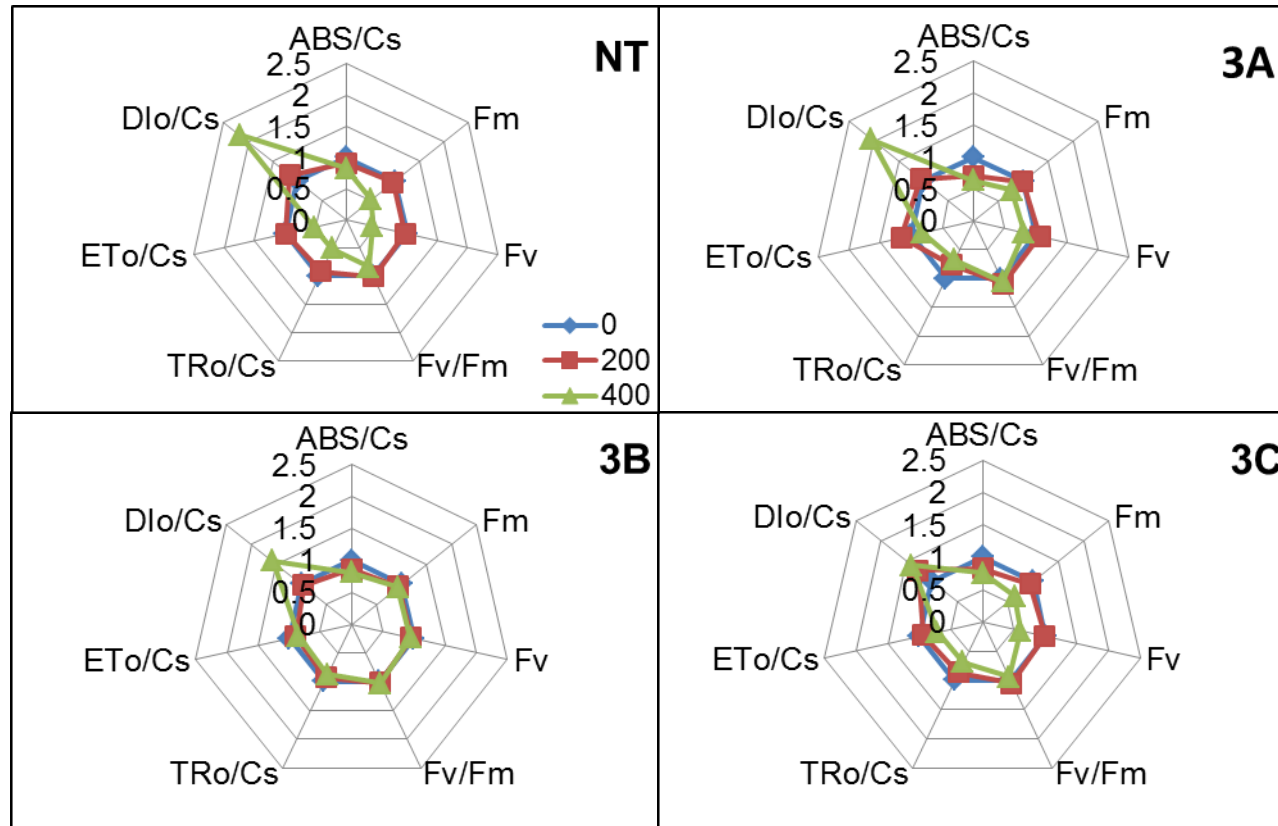 ABS/Cs
NT
2.5
2
1.5
1
0.5
0
Fm
DIo/Cs
ETo/Cs
Fv
TRo/Cs
Fv/Fm
0
200
400
ABS/Cs
3A
2.5
2
1.5
1
0.5
0
Fm
DIo/Cs
ETo/Cs
Fv
TRo/Cs
Fv/Fm
ABS/Cs
3B
2.5
2
1.5
1
0.5
0
Fm
DIo/Cs
ETo/Cs
Fv
TRo/Cs
Fv/Fm
ABS/Cs
3C
2.5
2
1.5
1
0.5
0
Fm
DIo/Cs
ETo/Cs
Fv
TRo/Cs
Fv/Fm